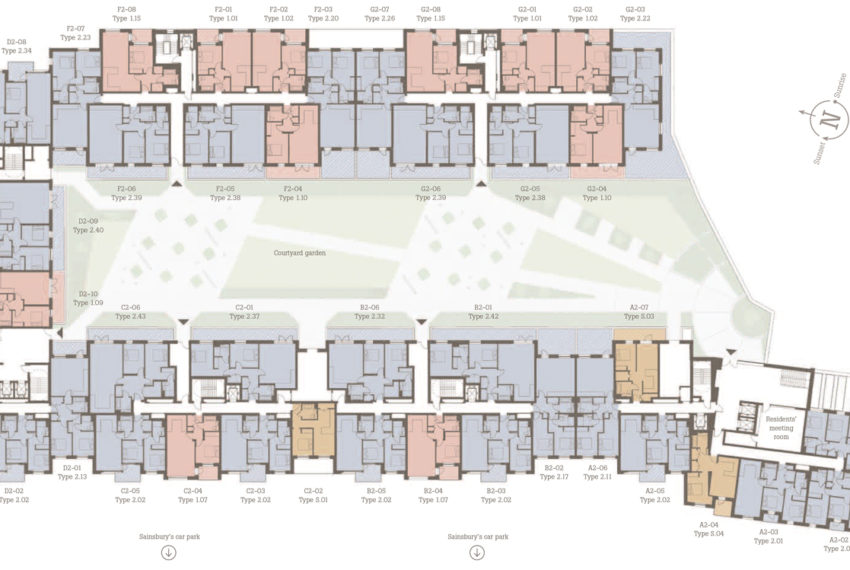 F2-08
Type 1.15
F2-01
Type 1.01
F2-02
Type 1.02
F2-03
Type 2.20
G2-07
Type 2.26
G2-08
Type 1.15
G2-01
Type 1.01
G2-02
Type 1.02
G2-03
Type 2.22
F2-07
Type 2.23
D2-08
Type 2.34
Sunrise
N
Sunset
F2-06
Type 2.39
F2-05
Type 2.38
F2-04
Type 1.10
G2-06
Type 2.39
G2-05
Type 2.38
G2-04
Type 1.10
D2-09
Type 2.40
Courtyard garden
D2-10
Type 1.09
C2-06
Type 2.43
C2-01
Type 2.37
B2-06
Type 2.32
B2-01
Type 2.42
A2-07
Type S.03
Residents'
meeting
room
D2-02
Type 2.02
D2-01
Type 2.13
C2-05
Type 2.02
C2-04
Type 1.07
C2-03
Type 2.02
C2-02
Type S.01
B2-05
Type 2.02
B2-04
Type 1.07
B2-03
Type 2.02
B2-02
Type 2.17
A2-06
Type 2.11
A2-05
Type 2.02
A2-04
Type S.04
A2-03
Type 2.01
A2-02
Type 2.0
Sainsbury's car park
Sainsbury's car park